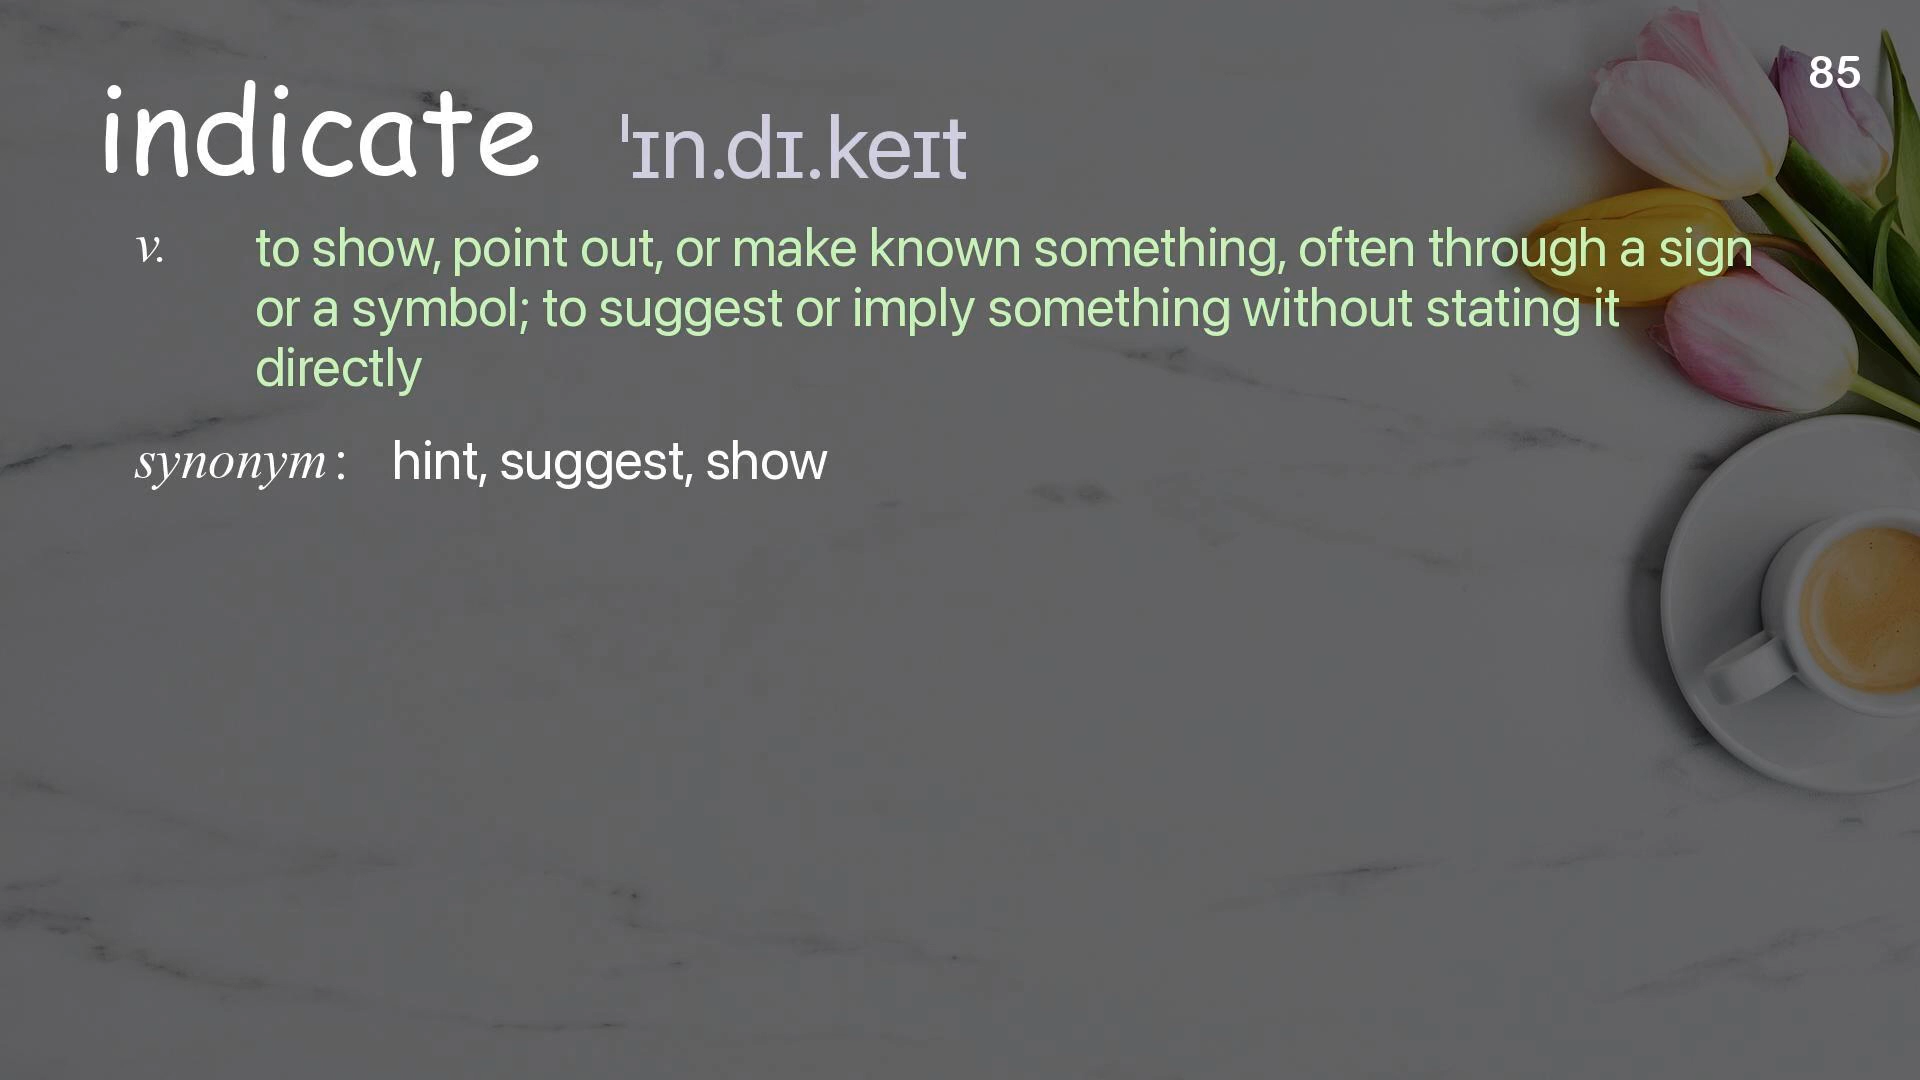 85
indicate ˈɪn.dɪ.keɪt
v. to show, point out, or make known something, often through a sign
or a symbol; to suggest or imply something without stating it
directly
synonym: hint, suggest, show